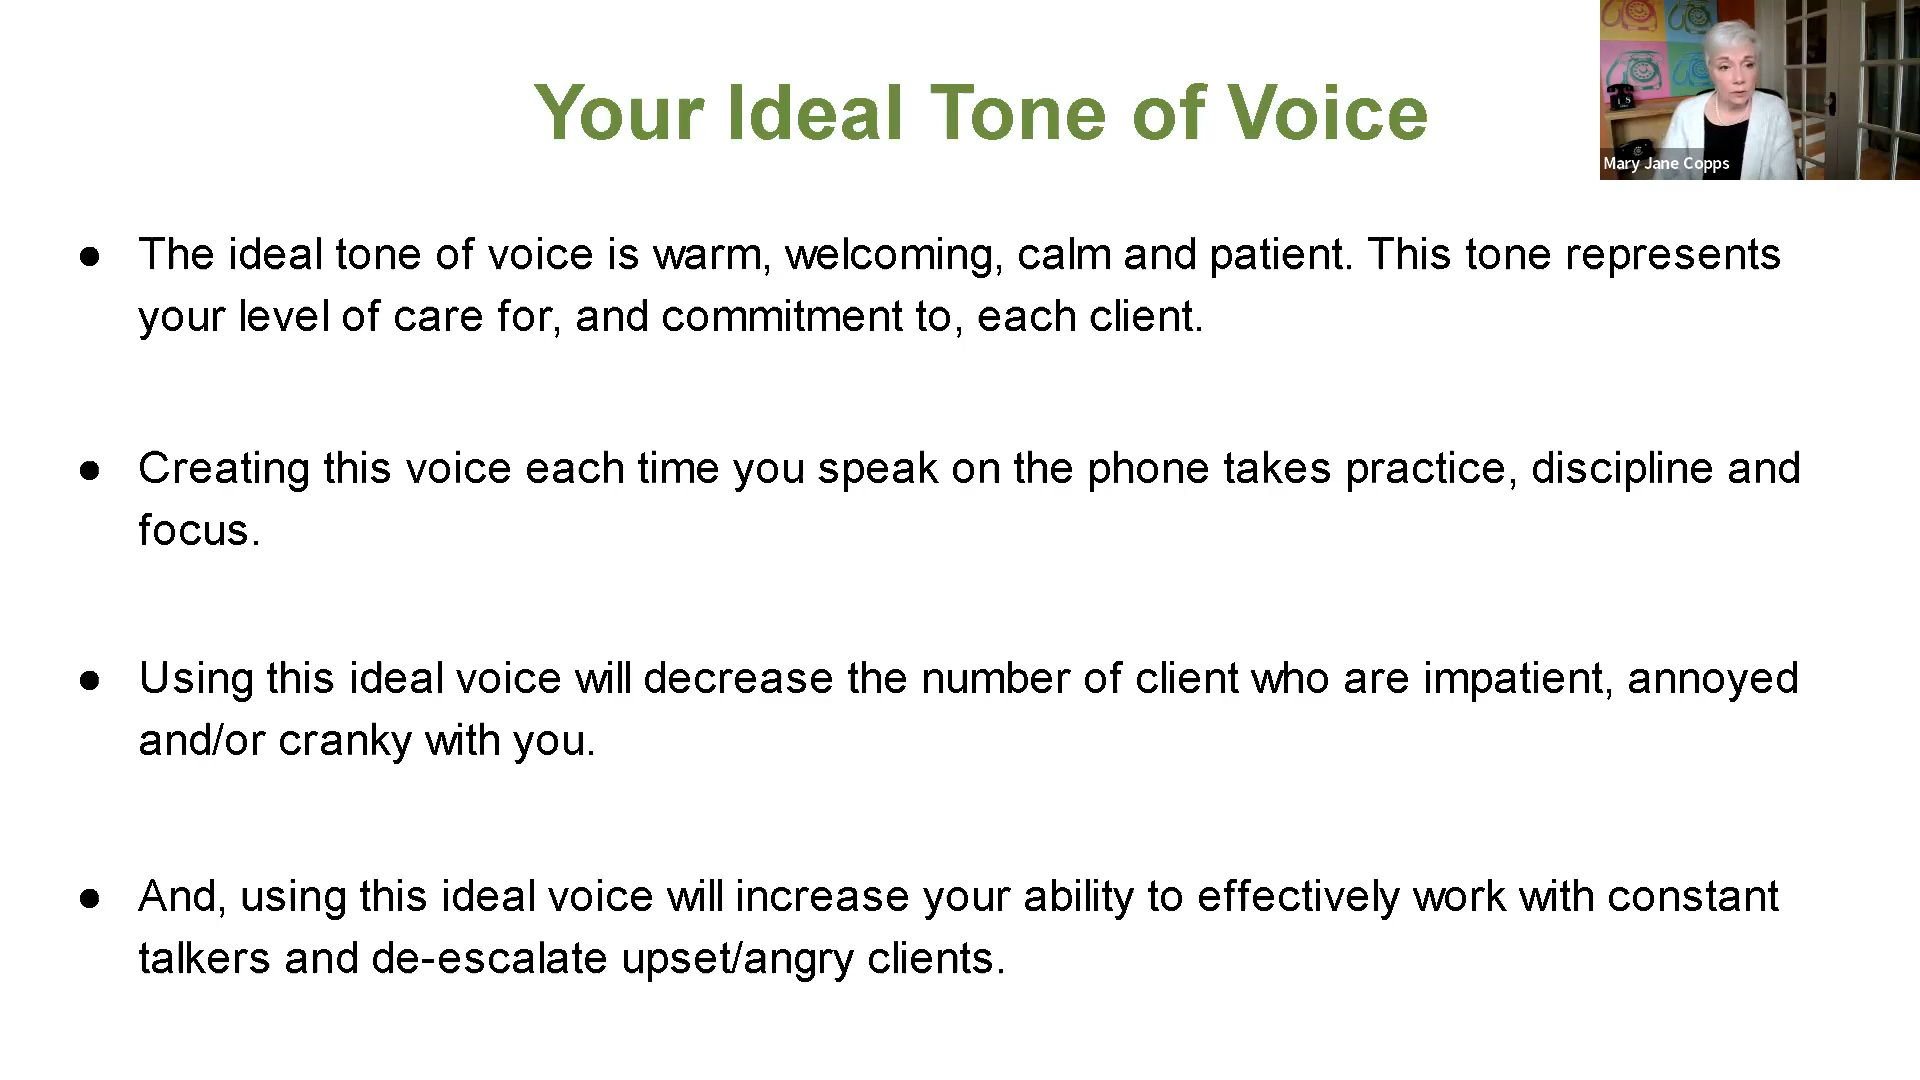 Your Ideal Tone of Voice
Mary Jane Copps
● The ideal tone of voice is warm, welcoming, calm and patient. This tone represents
your level of care for, and commitment to, each client.
● Creating this voice each time you speak on the phone takes practice, discipline and
focus.
● Using this ideal voice will decrease the number of client who are impatient, annoyed
and/or cranky with you.
● And, using this ideal voice will increase your ability to effectively work with constant
talkers and de-escalate upset/angry clients.